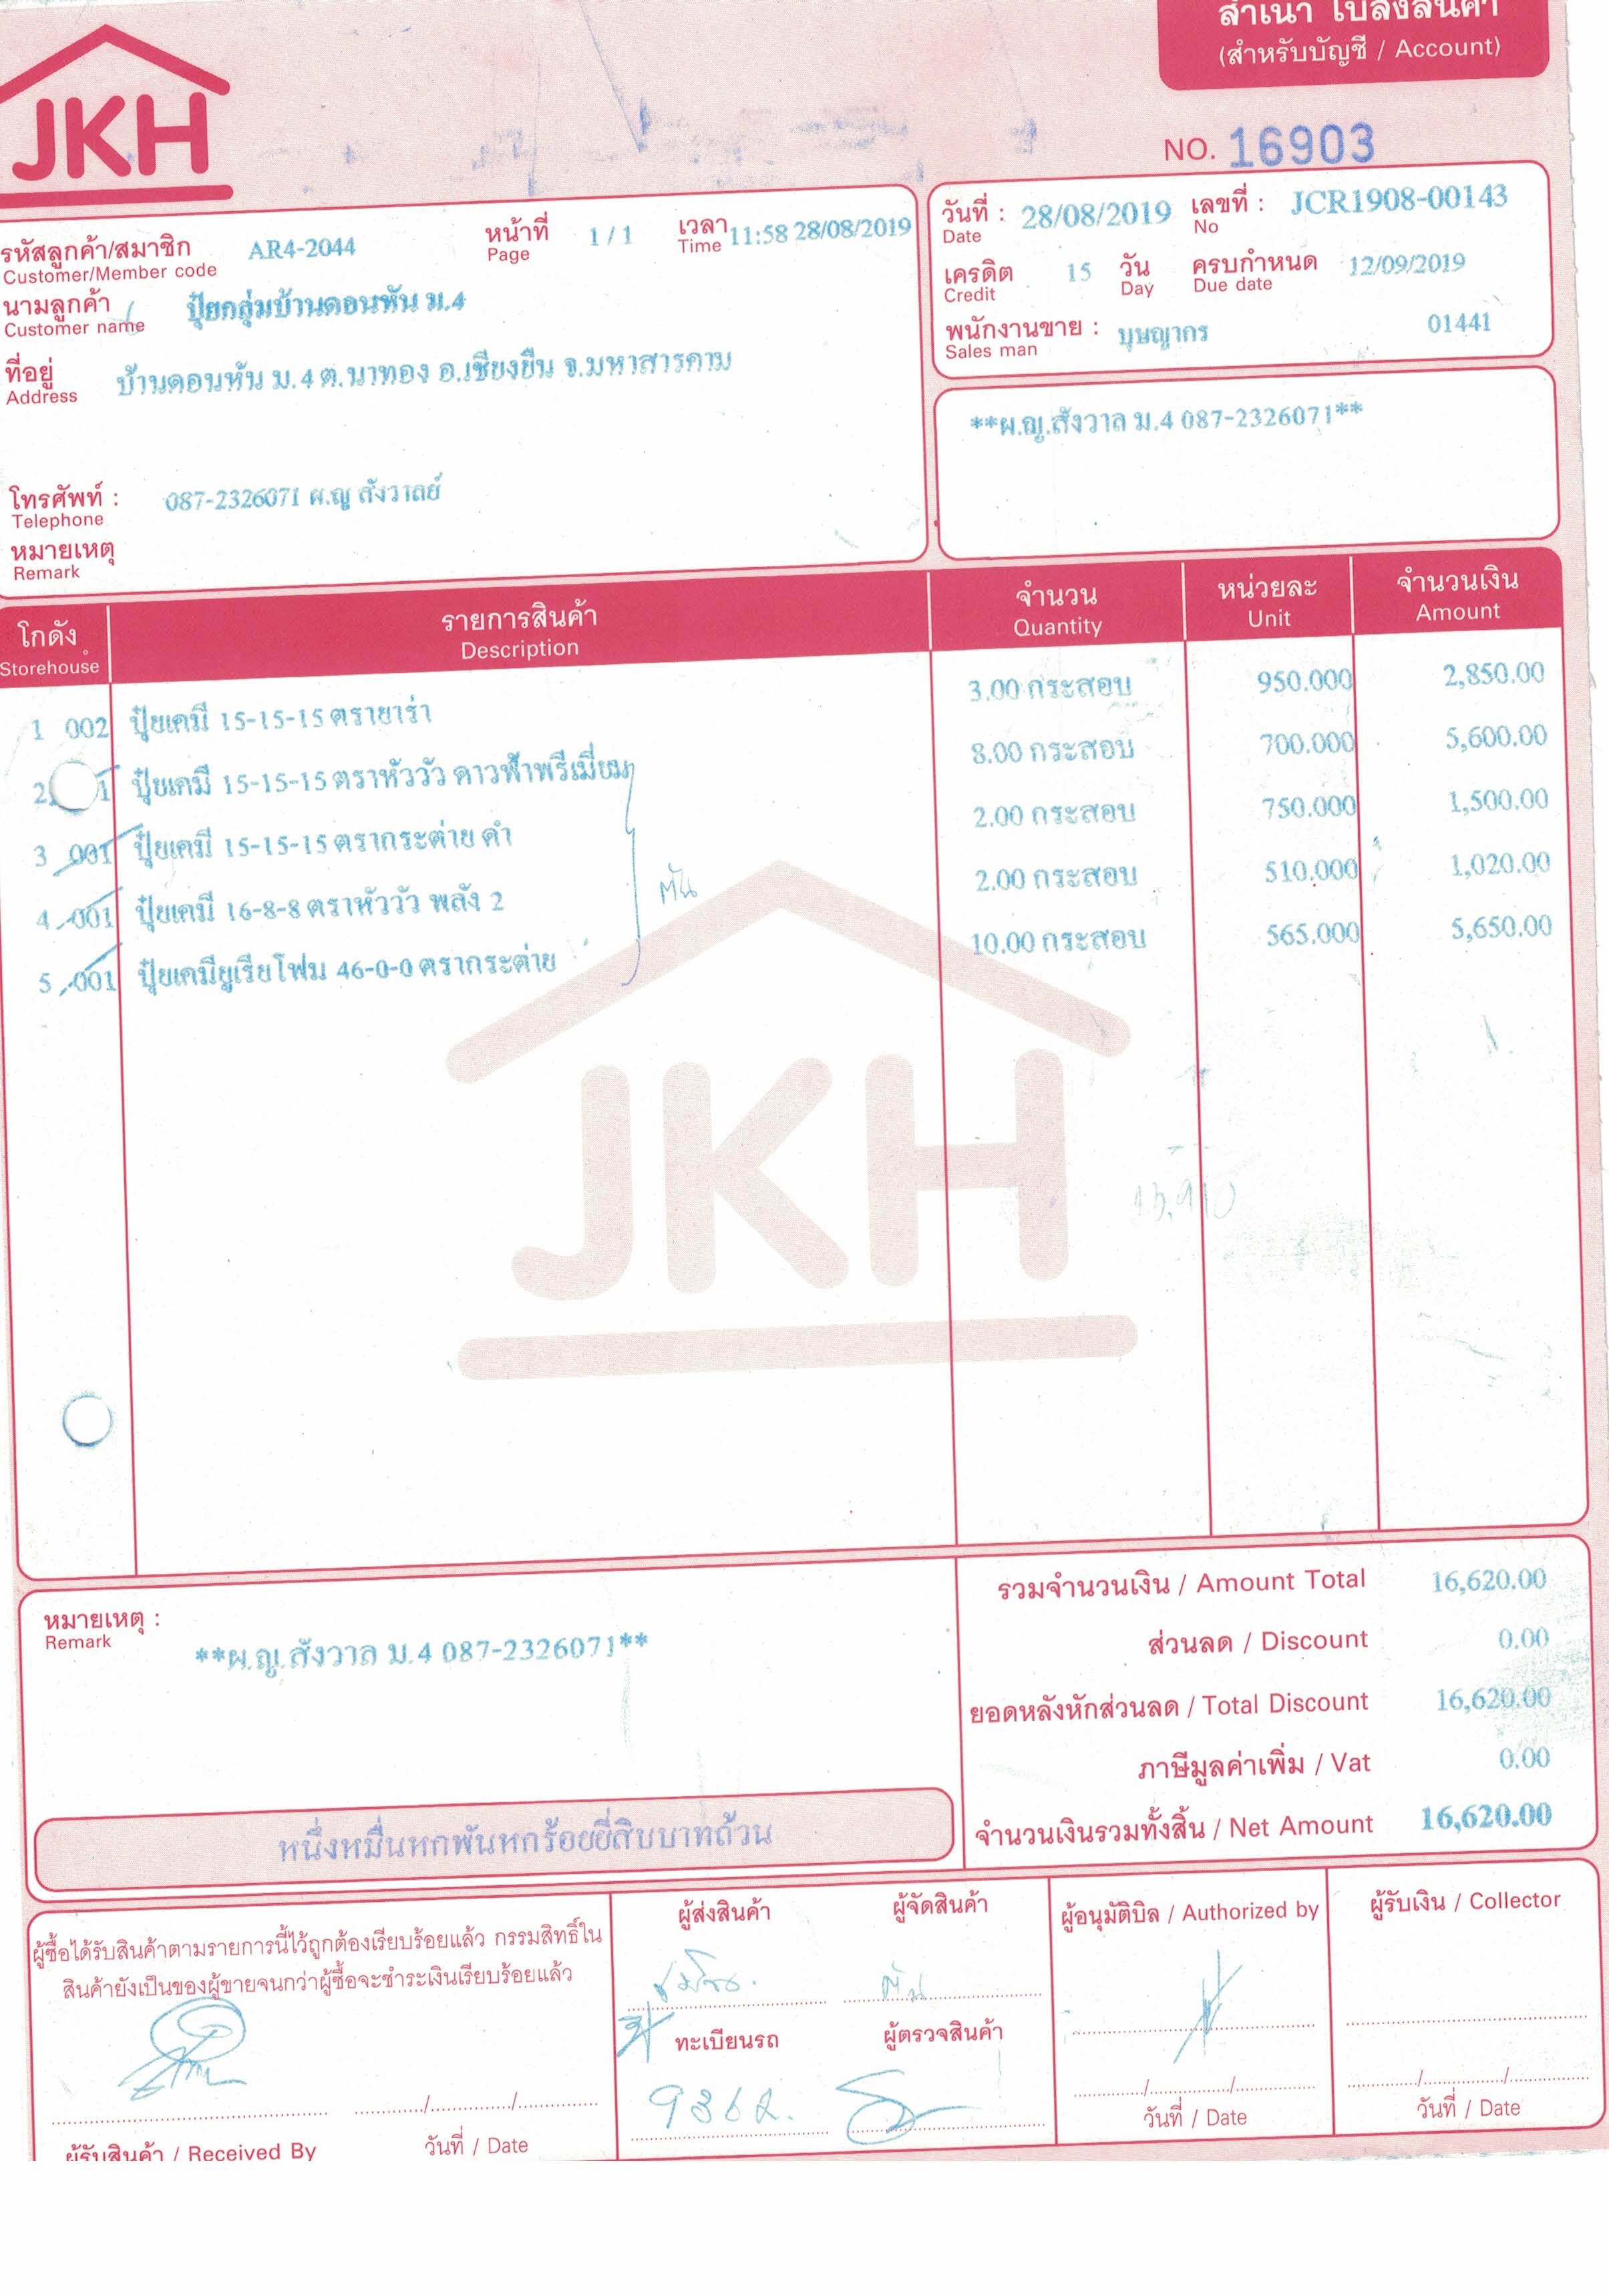 สำเนา ใบส่งสินค้า
(สำหรับบัญชี / Account)
JKH
NO. 16903
รหัสลูกค้า/สมาชิก AR4-2044 หน้าที่ 1/1 เวลา 11:58 28/08/2019
Customer/Member code Page Time
นามลูกค้า ปุ๋ยกลุ่มบ้านดอนหัน ม.4
Customer name
ที่อยู่ บ้านดอนหัน ม.4 ต.นาทอง อ.เชียงยืน จ.มหาสารคาม
Address
โทรศัพท์ : 087-2326071 ผ.ญ สังวาลย์
Telephone
หมายเหตุ
Remark
วันที่ : 28/08/2019 เลขที่ : JCR1908-00143
Date No
เครดิต 15 วัน ครบกำหนด 12/09/2019
Credit Day Due date
พนักงานขาย : บุษญากร 01441
Sales man
**ผ.ญ.สังวาล ม.4 087-2326071**
โกดัง รายการสินค้า จำนวน หน่วยละ จำนวนเงิน
Storehouse Description Quantity Unit Amount
1 002 ปุ๋ยเคมี 15-15-15 ตรายาร่า 3.00 กระสอบ 950.000 2,850.00
2 1 ปุ๋ยเคมี 15-15-15 ตราหัววัว ดาวฟ้าพรีเมี่ยม 8.00 กระสอบ 700.000 5,600.00
3 001 ปุ๋ยเคมี 15-15-15 ตรากระต่าย ดำ 2.00 กระสอบ 750.000 1,500.00
4 001 ปุ๋ยเคมี 16-8-8 ตราหัววัว พลัง 2 2.00 กระสอบ 510.000 1,020.00
5 001 ปุ๋ยเคมียูเรียโฟม 46-0-0 ตรากระต่าย 10.00 กระสอบ 565.000 5,650.00
ตัน
JKH
หมายเหตุ :
Remark
**ผ.ญ.สังวาล ม.4 087-2326071**
รวมจำนวนเงิน / Amount Total 16,620.00
ส่วนลด / Discount 0.00
ยอดหลังหักส่วนลด / Total Discount 16,620.00
ภาษีมูลค่าเพิ่ม / Vat 0.00
จำนวนเงินรวมทั้งสิ้น / Net Amount 16,620.00
หนึ่งหมื่นหกพันหกร้อยยี่สิบบาทถ้วน
ผู้ซื้อได้รับสินค้าตามรายการนี้ไว้ถูกต้องเรียบร้อยแล้ว กรรมสิทธิ์ใน
สินค้ายังเป็นของผู้ขายจนกว่าผู้ซื้อจะชำระเงินเรียบร้อยแล้ว
ผู้รับสินค้า / Received By วันที่ / Date
ผู้ส่งสินค้า ผู้จัดสินค้า
ตัน
ทะเบียนรถ ผู้ตรวจสินค้า
9362.
ผู้อนุมัติบิล / Authorized by
วันที่ / Date
ผู้รับเงิน / Collector
วันที่ / Date